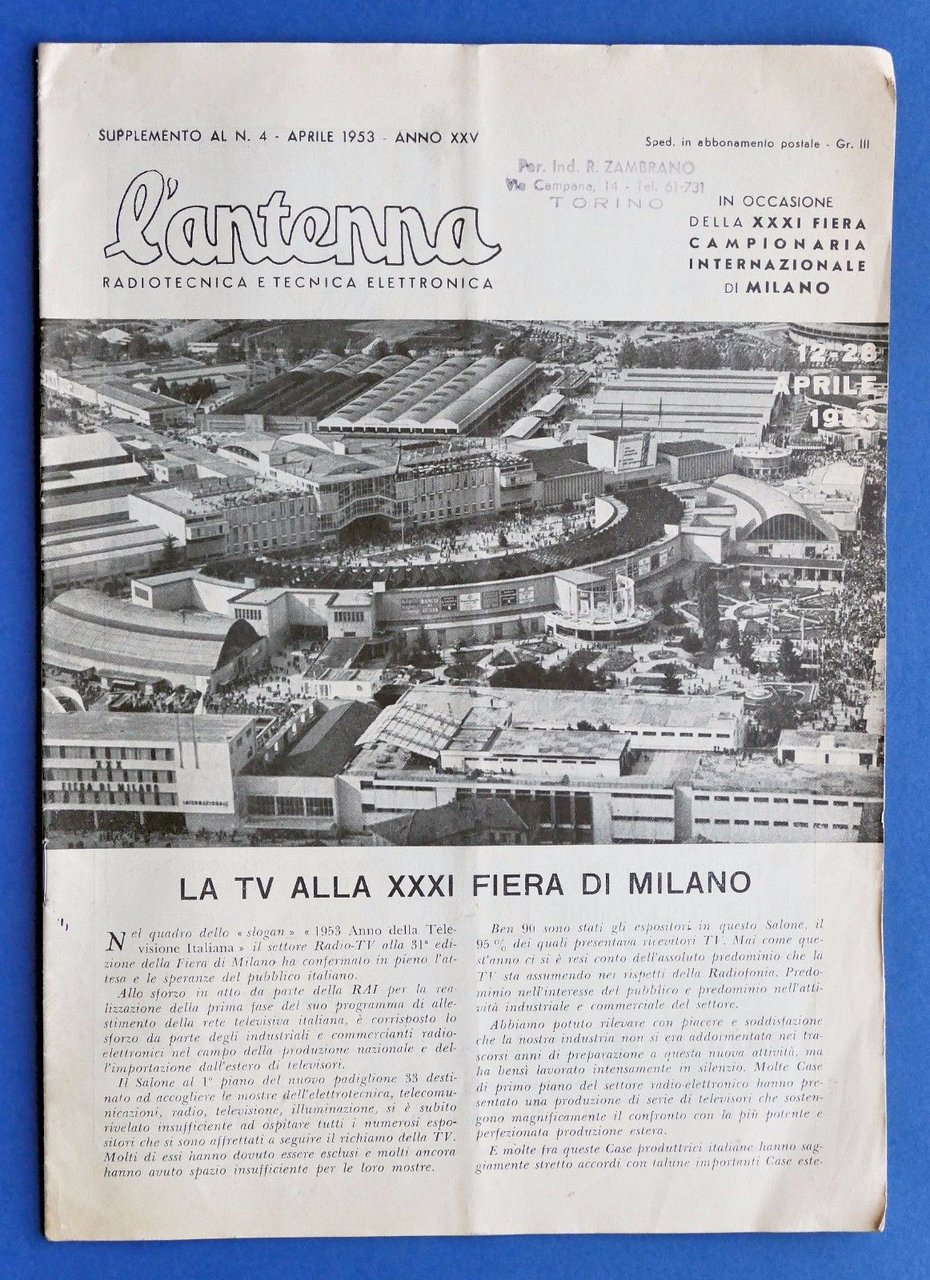 SUPPLEMENTO AL N. 4 - APRILE 1953 - ANNO XXV
Sped. in abbonamento postale - Gr. III
Per. Ind. R. ZAMBRANO
Via Campana, 14 - Tel. 61-731
TORINO
l'antenna
RADIOTECNICA E TECNICA ELETTRONICA
IN OCCASIONE
DELLA XXXI FIERA
CAMPIONARIA
INTERNAZIONALE
DI MILANO
12-28
APRILE
1953
FIERA DI MILANO
INTERNAZIONALE
LA TV ALLA XXXI FIERA DI MILANO
Nel quadro dello « slogan » « 1953 Anno della Tele-
visione Italiana » il settore Radio-TV alla 31ª edi-
zione della Fiera di Milano ha confermato in pieno l'at-
tesa e le speranze del pubblico italiano.
Allo sforzo in atto da parte della RAI per la rea-
lizzazione della prima fase del suo programma di alle-
stimento della rete televisiva italiana, è corrisposto lo
sforzo da parte degli industriali e commercianti radio-
elettronici nel campo della produzione nazionale e del-
l'importazione dall'estero di televisori.
Il Salone al 1º piano del nuovo padiglione 33 desti-
nato ad accogliere le mostre dell'elettrotecnica, telecomu-
nicazioni, radio, televisione, illuminazione, si è subito
rivelato insufficiente ad ospitare tutti i numerosi espo-
sitori che si sono affrettati a seguire il richiamo della TV.
Molti di essi hanno dovuto essere esclusi e molti ancora
hanno avuto spazio insufficiente per le loro mostre.
Ben 90 sono stati gli espositori in questo Salone, il
95 % dei quali presentava ricevitori TV. Mai come que-
st'anno ci si è resi conto dell'assoluto predominio che la
TV sta assumendo nei rispetti della Radiofonia. Predo-
minio nell'interesse del pubblico e predominio nell'atti-
vità industriale e commerciale del settore.
Abbiamo potuto rilevare con piacere e soddisfazione
che la nostra industria non si era addormentata nei tra-
scorsi anni di preparazione a questa nuova attività, ma
ha bensì lavorato intensamente in silenzio. Molte Case
di primo piano del settore radio-elettronico hanno pre-
sentato una produzione di serie di televisori che sosten-
gono magnificamente il confronto con la più potente e
perfezionata produzione estera.
E molte fra queste Case produttrici italiane hanno sag-
giamente stretto accordi con talune importanti Case este-